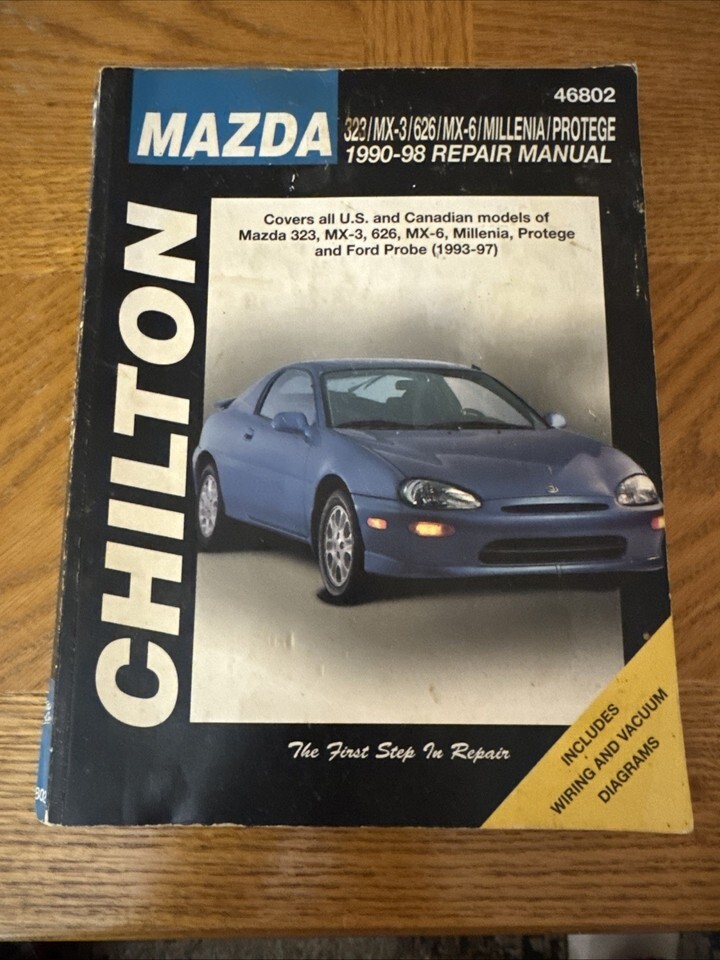 46802
MAZDA
323/MX-3/626/MX-6/MILLENIA/PROTEGE
1990-98 REPAIR MANUAL
Covers all U.S. and Canadian models of
Mazda 323, MX-3, 626, MX-6, Millenia, Protege
and Ford Probe (1993-97)
CHILTON
The First Step In Repair
INCLUDES
WIRING AND VACUUM
DIAGRAMS